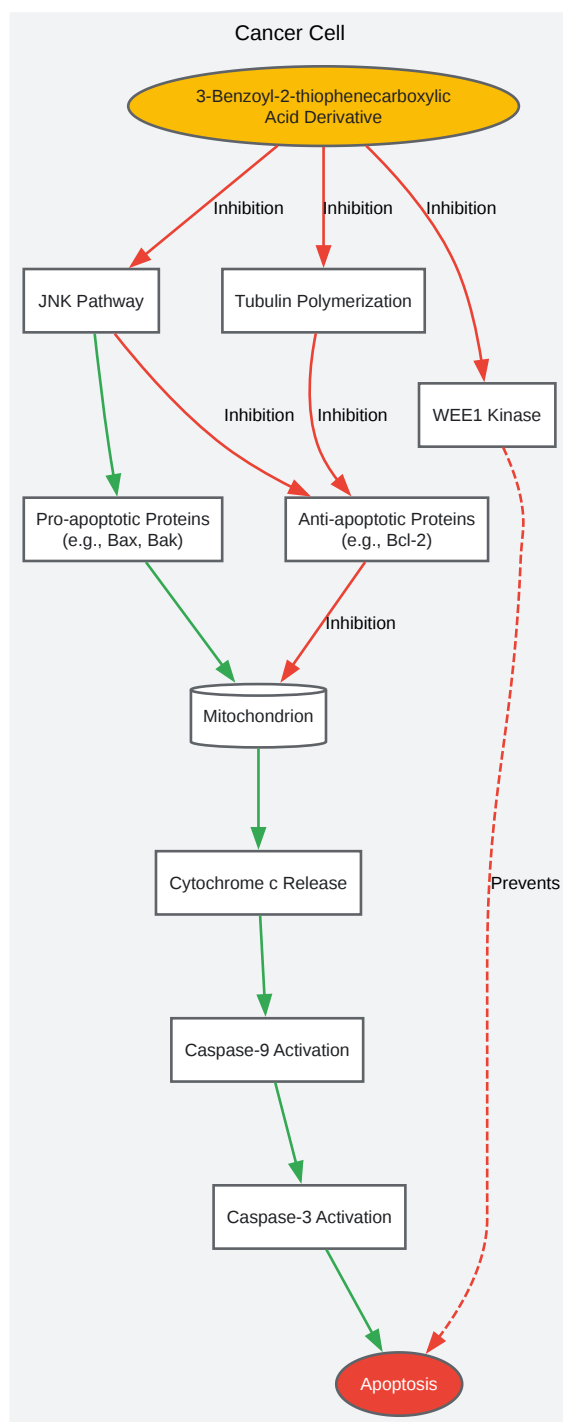 Cancer Cell
3-Benzoyl-2-thiophenecarboxylic
Acid Derivative
Inhibition
Inhibition
Inhibition
JNK Pathway
Tubulin Polymerization
WEE1 Kinase
Inhibition
Inhibition
Pro-apoptotic Proteins
(e.g., Bax, Bak)
Anti-apoptotic Proteins
(e.g., Bcl-2)
Inhibition
Mitochondrion
Cytochrome c Release
Prevents
Caspase-9 Activation
Caspase-3 Activation
Apoptosis